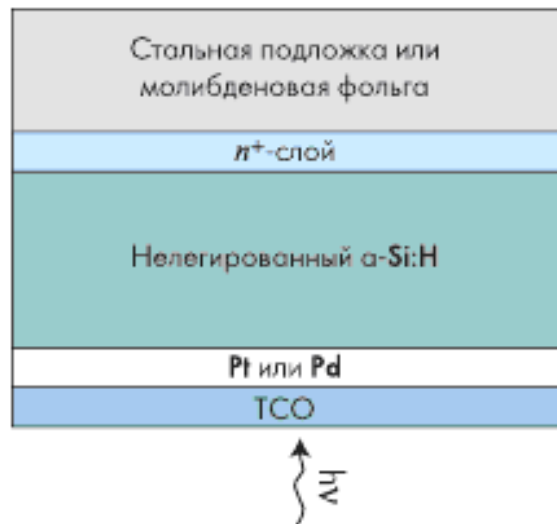 Стальная подложка или
молибденовая фольга
n⁺-слой
Нелегированный α-Si:H
Pt или Pd
TCO
hν